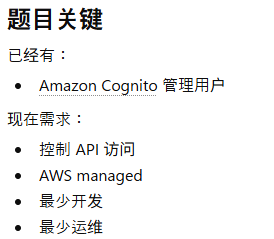 题目关键
已经有：
• Amazon Cognito 管理用户
现在需求：
• 控制 API 访问
• AWS managed
• 最少开发
• 最少运维